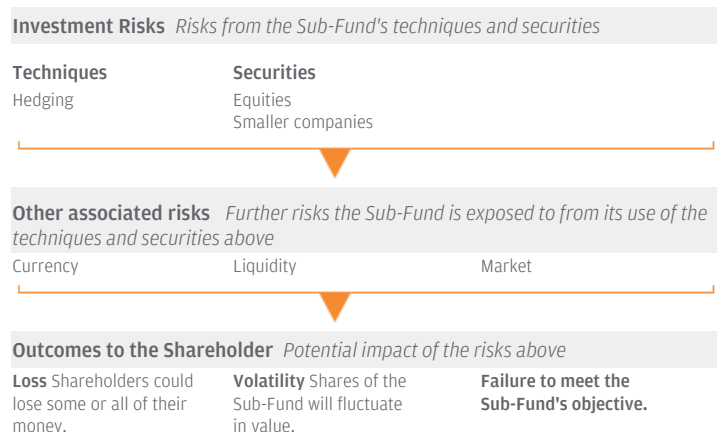 Investment Risks Risks from the Sub-Fund's techniques and securities
Techniques
Hedging
Securities
Equities
Smaller companies
Other associated risks Further risks the Sub-Fund is exposed to from its use of the
techniques and securities above
Currency
Liquidity
Market
Outcomes to the Shareholder Potential impact of the risks above
Loss Shareholders could
lose some or all of their
money.
Volatility Shares of the
Sub-Fund will fluctuate
in value.
Failure to meet the
Sub-Fund's objective.